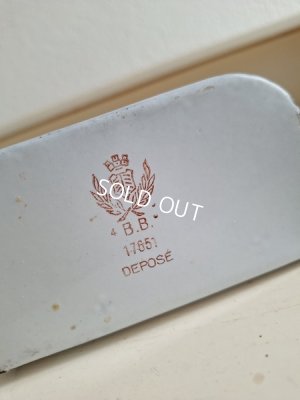 SOLD OUT
4 B.B.
17651
DEPOSÉ